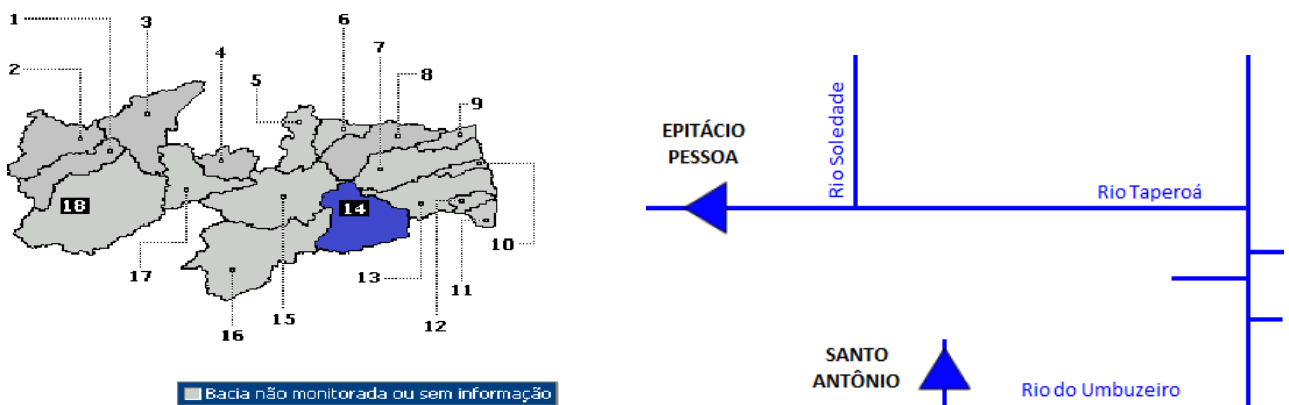 1
2
3
4
5
6
7
8
9
10
11
12
13
14
15
16
17
18
Bacia não monitorada ou sem informação
EPITÁCIO
PESSOA
Rio Soledade
Rio Taperoá
SANTO
ANTÔNIO
Rio do Umbuzeiro